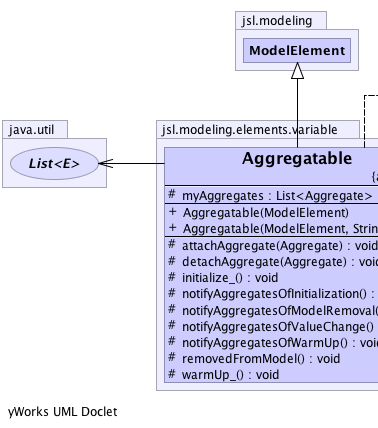 jsl.modeling
ModelElement
java.util
List<E>
jsl.modeling.elements.variable
Aggregatable
{a
# myAggregates : List<Aggregate>
+ Aggregatable(ModelElement)
+ Aggregatable(ModelElement, Strin
# attachAggregate(Aggregate) : void
# detachAggregate(Aggregate) : void
# initialize_() : void
# notifyAggregatesOfInitialization() :
# notifyAggregatesOfModelRemoval(
# notifyAggregatesOfValueChange() :
# notifyAggregatesOfWarmUp() : void
# removedFromModel() : void
# warmUp_() : void
yWorks UML Doclet